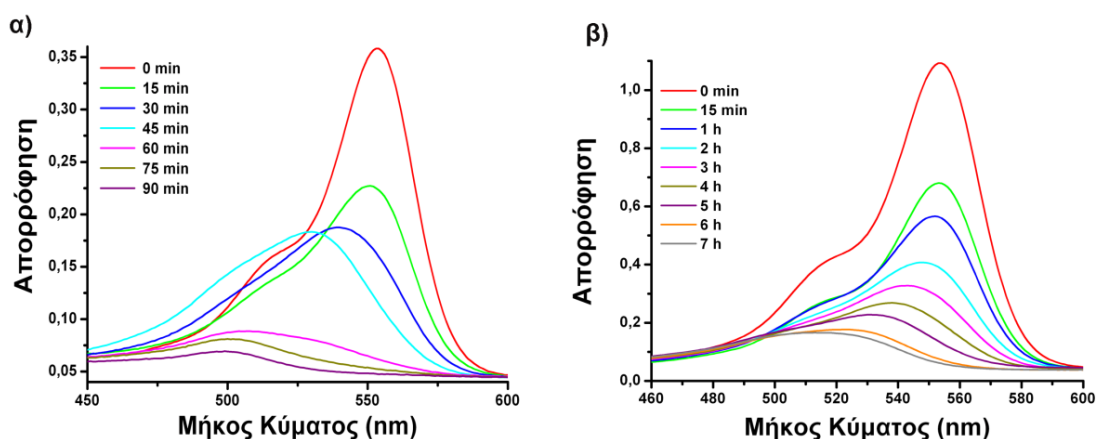 α)
0,35
0,30
0,25
0,20
0,15
0,10
0,05
Απορρόφηση
0 min
15 min
30 min
45 min
60 min
75 min
90 min
450
500
550
600
Μήκος Κύματος (nm)
β)
1,0
0,8
0,6
0,4
0,2
0,0
Απορρόφηση
0 min
15 min
1 h
2 h
3 h
4 h
5 h
6 h
7 h
460
480
500
520
540
560
580
600
Μήκος Κύματος (nm)